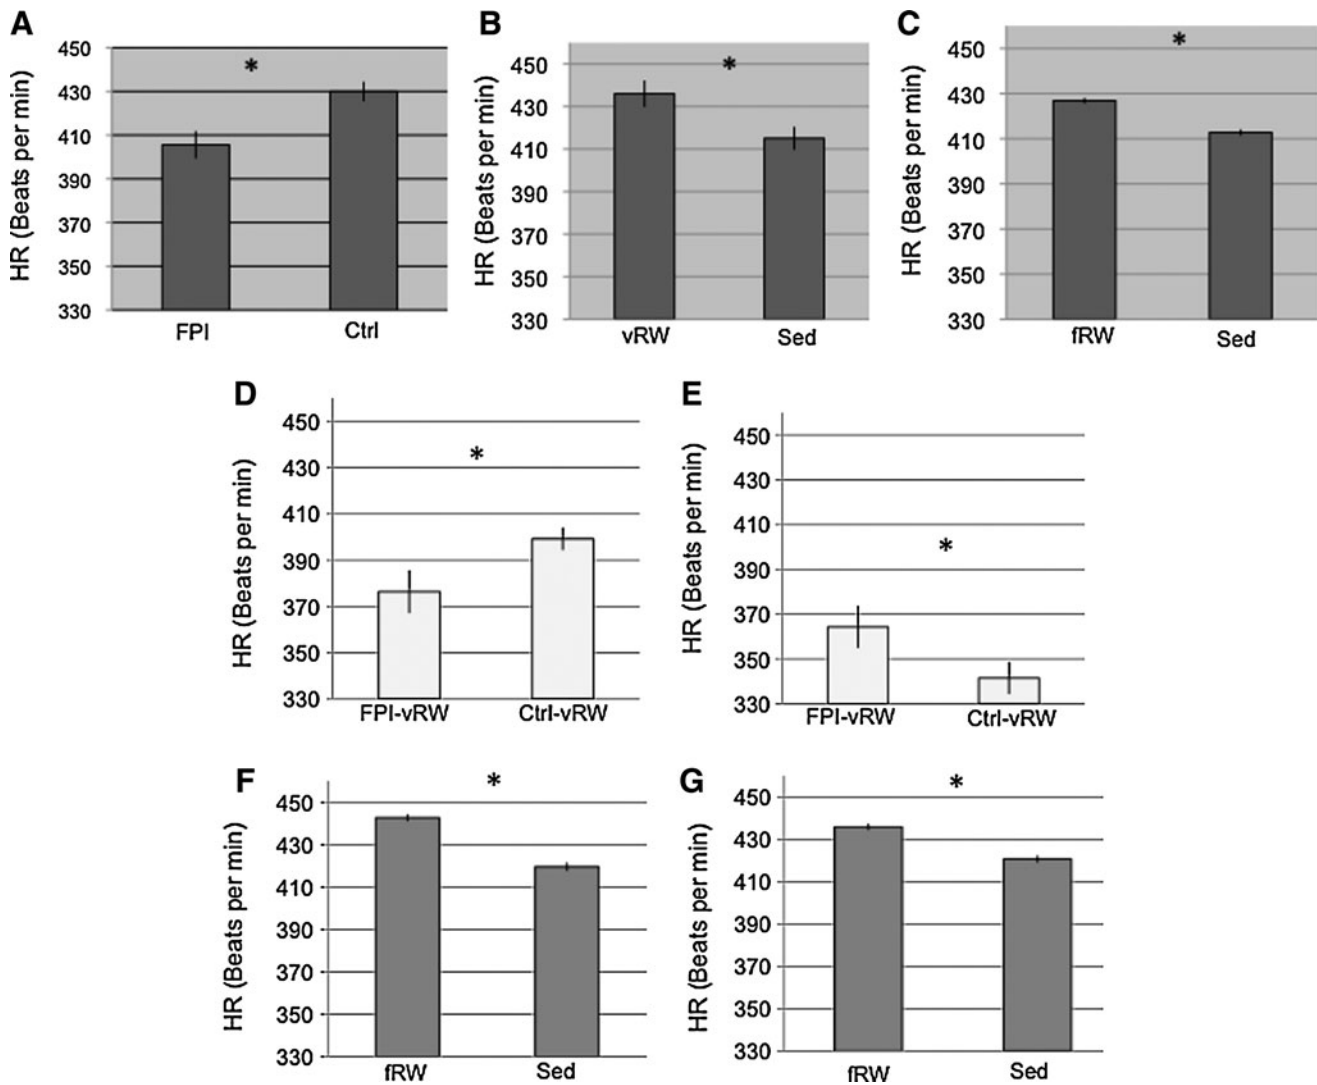 A
HR (Beats per min)
450
430
410
390
370
350
330
*
FPI Ctrl
B
HR (Beats per min)
450
430
410
390
370
350
330
*
vRW Sed
C
HR (Beats per min)
450
430
410
390
370
350
330
*
fRW Sed
D
HR (Beats per min)
450
430
410
390
370
350
330
*
FPI-vRW Ctrl-vRW
E
HR (Beats per min)
450
430
410
390
370
350
330
*
FPI-vRW Ctrl-vRW
F
HR (Beats per min)
450
430
410
390
370
350
330
*
fRW Sed
G
HR (Beats per min)
450
430
410
390
370
350
330
*
fRW Sed